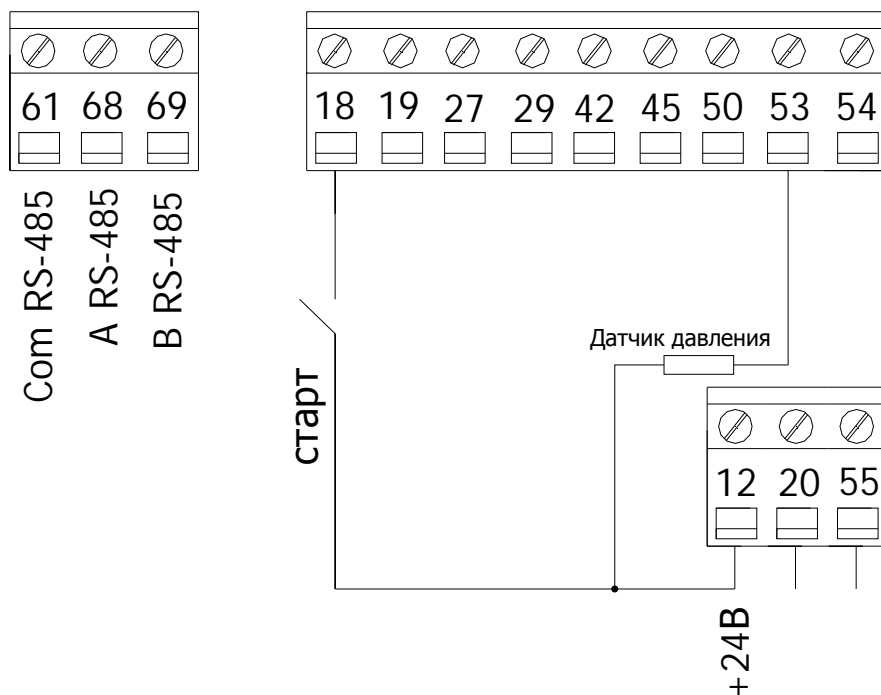 61 68 69
18 19 27 29 42 45 50 53 54
Com RS-485
A RS-485
B RS-485
Датчик давления
старт
12 20 55
+24В